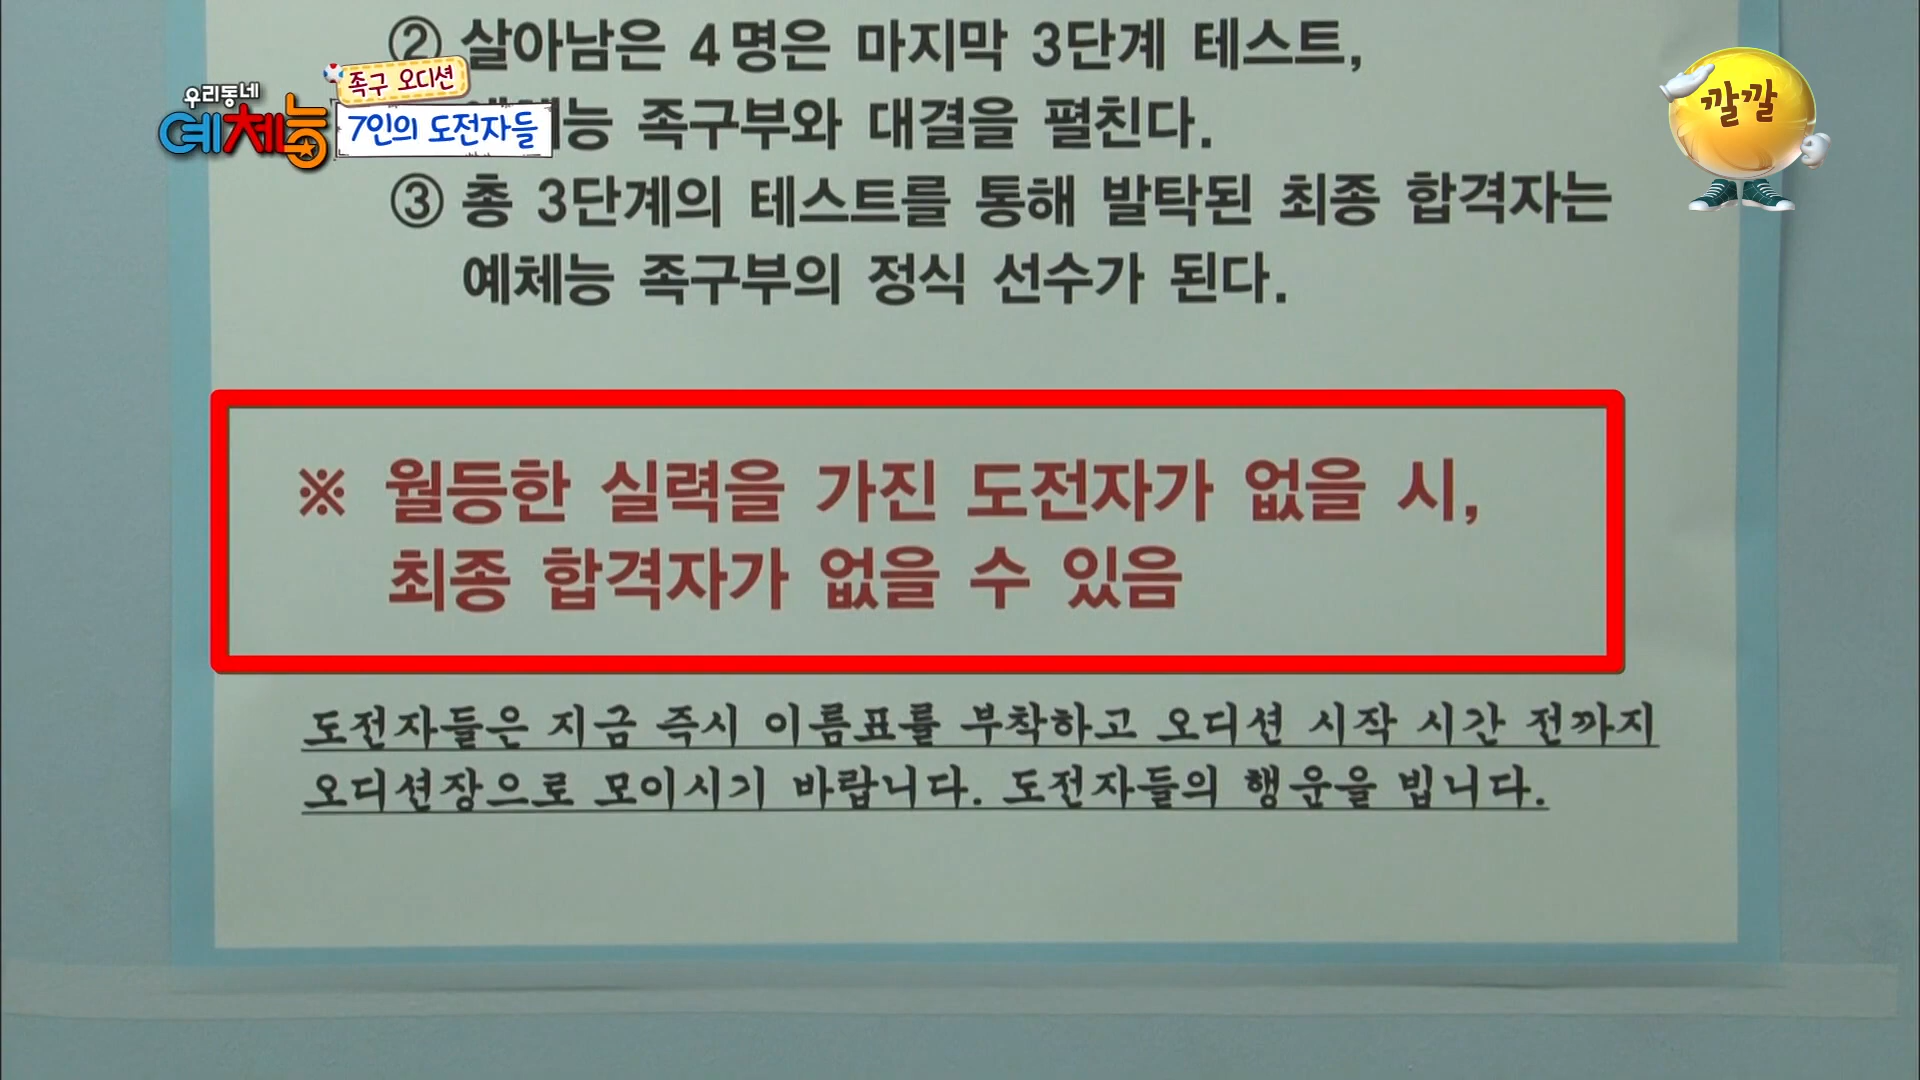 ② 살아남은 4명은 마지막 3단계 테스트,
족구 오디션
우리동네
예체능
7인의 도전자들
능 족구부와 대결을 펼친다.
깔깔
③ 총 3단계의 테스트를 통해 발탁된 최종 합격자는
예체능 족구부의 정식 선수가 된다.
※ 월등한 실력을 가진 도전자가 없을 시,
최종 합격자가 없을 수 있음
도전자들은 지금 즉시 이름표를 부착하고 오디션 시작 시간 전까지
오디션장으로 모이시기 바랍니다. 도전자들의 행운을 빕니다.